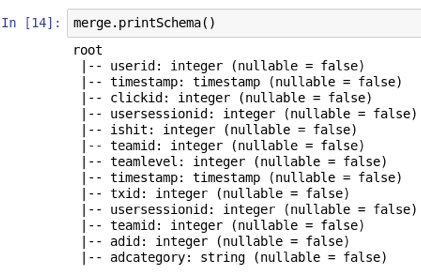 In [14]: merge.printSchema()
root
 |-- userid: integer (nullable = false)
 |-- timestamp: timestamp (nullable = false)
 |-- clickid: integer (nullable = false)
 |-- usersessionid: integer (nullable = false)
 |-- ishit: integer (nullable = false)
 |-- teamid: integer (nullable = false)
 |-- teamlevel: integer (nullable = false)
 |-- timestamp: timestamp (nullable = false)
 |-- txid: integer (nullable = false)
 |-- usersessionid: integer (nullable = false)
 |-- teamid: integer (nullable = false)
 |-- adid: integer (nullable = false)
 |-- adcategory: string (nullable = false)